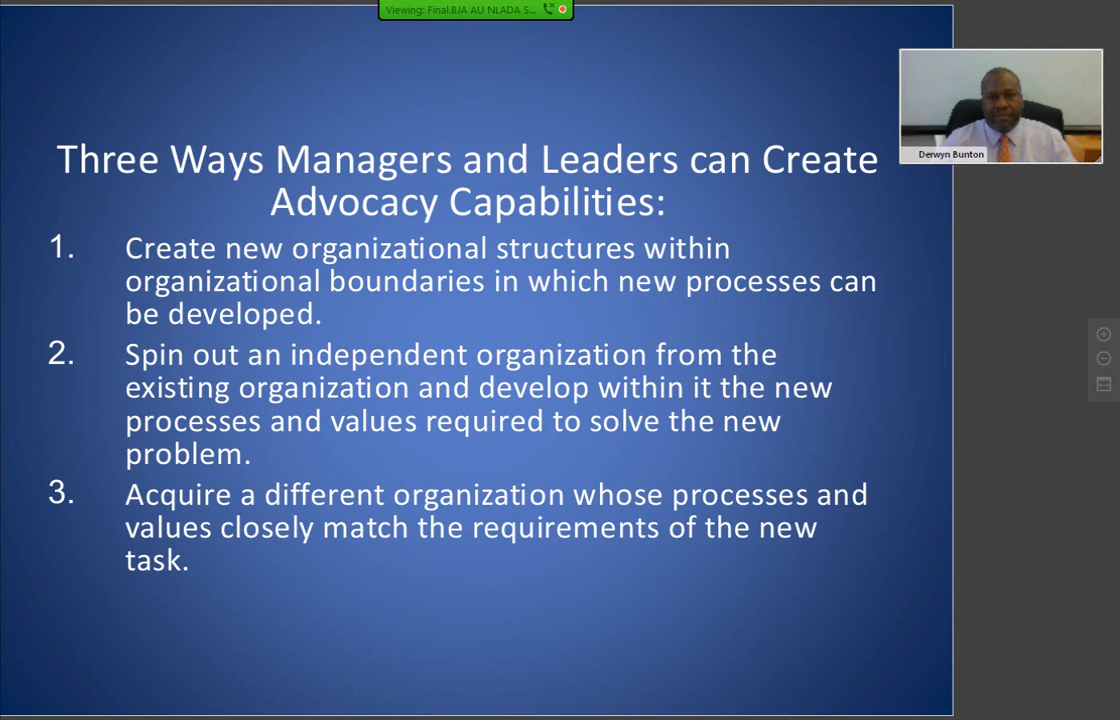 Viewing: Final.BJA AU NLADA S...
Three Ways Managers and Leaders can Create
Advocacy Capabilities:
1. Create new organizational structures within
organizational boundaries in which new processes can
be developed.
2. Spin out an independent organization from the
existing organization and develop within it the new
processes and values required to solve the new
problem.
3. Acquire a different organization whose processes and
values closely match the requirements of the new
task.
Derwyn Bunton